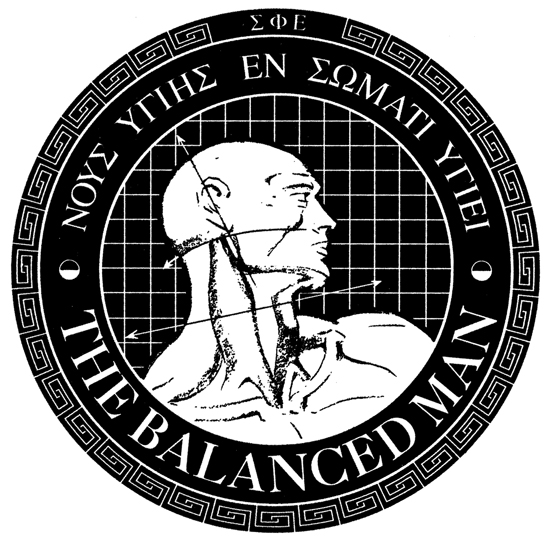 ΣΦΕ
ΝΟΥΣ ΥΓΙΗΣ ΕΝ ΣΩΜΑΤΙ ΥΓΙΕΙ
THE BALANCED MAN